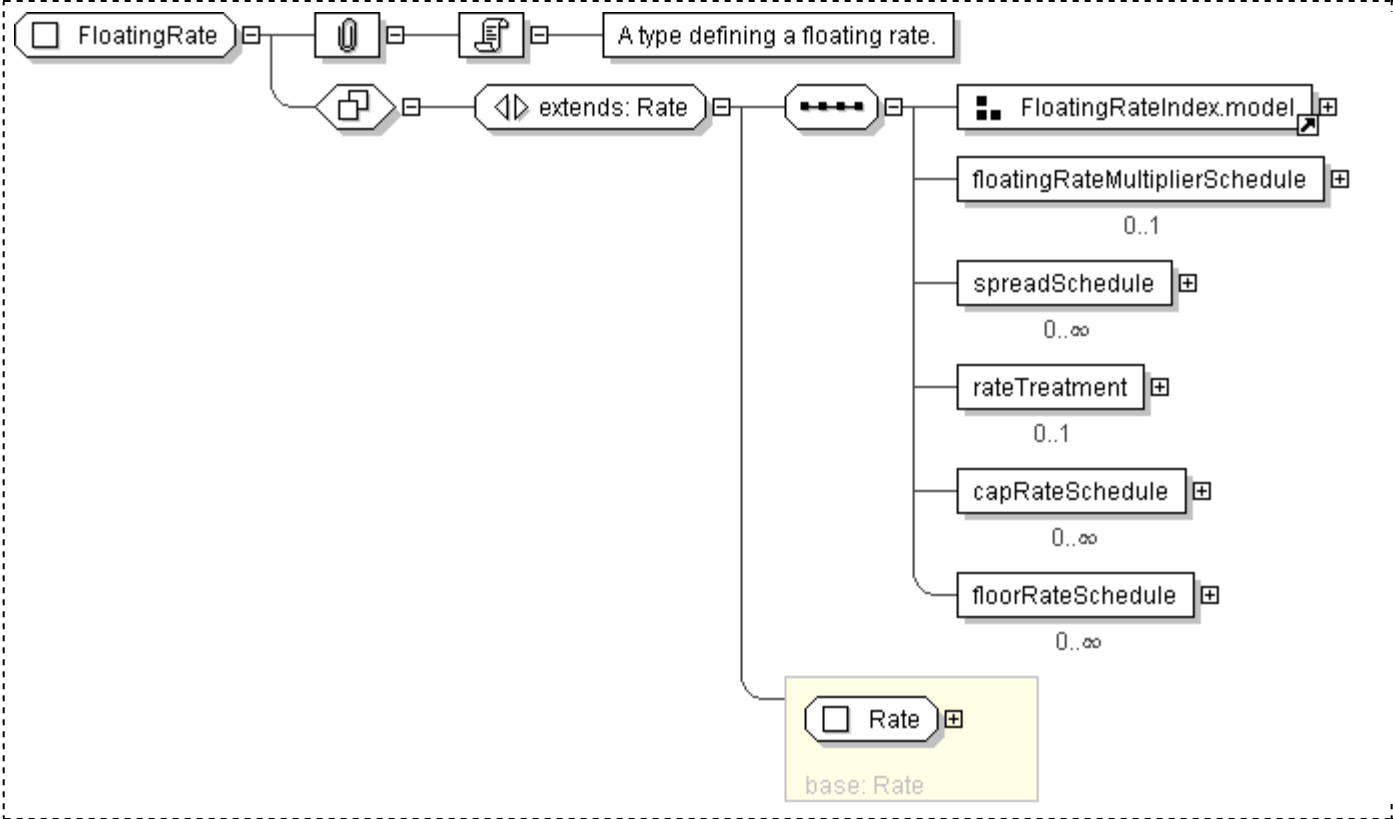 FloatingRate
A type defining a floating rate.
extends: Rate
FloatingRateIndex.model
floatingRateMultiplierSchedule
0..1
spreadSchedule
0..∞
rateTreatment
0..1
capRateSchedule
0..∞
floorRateSchedule
0..∞
Rate
base: Rate